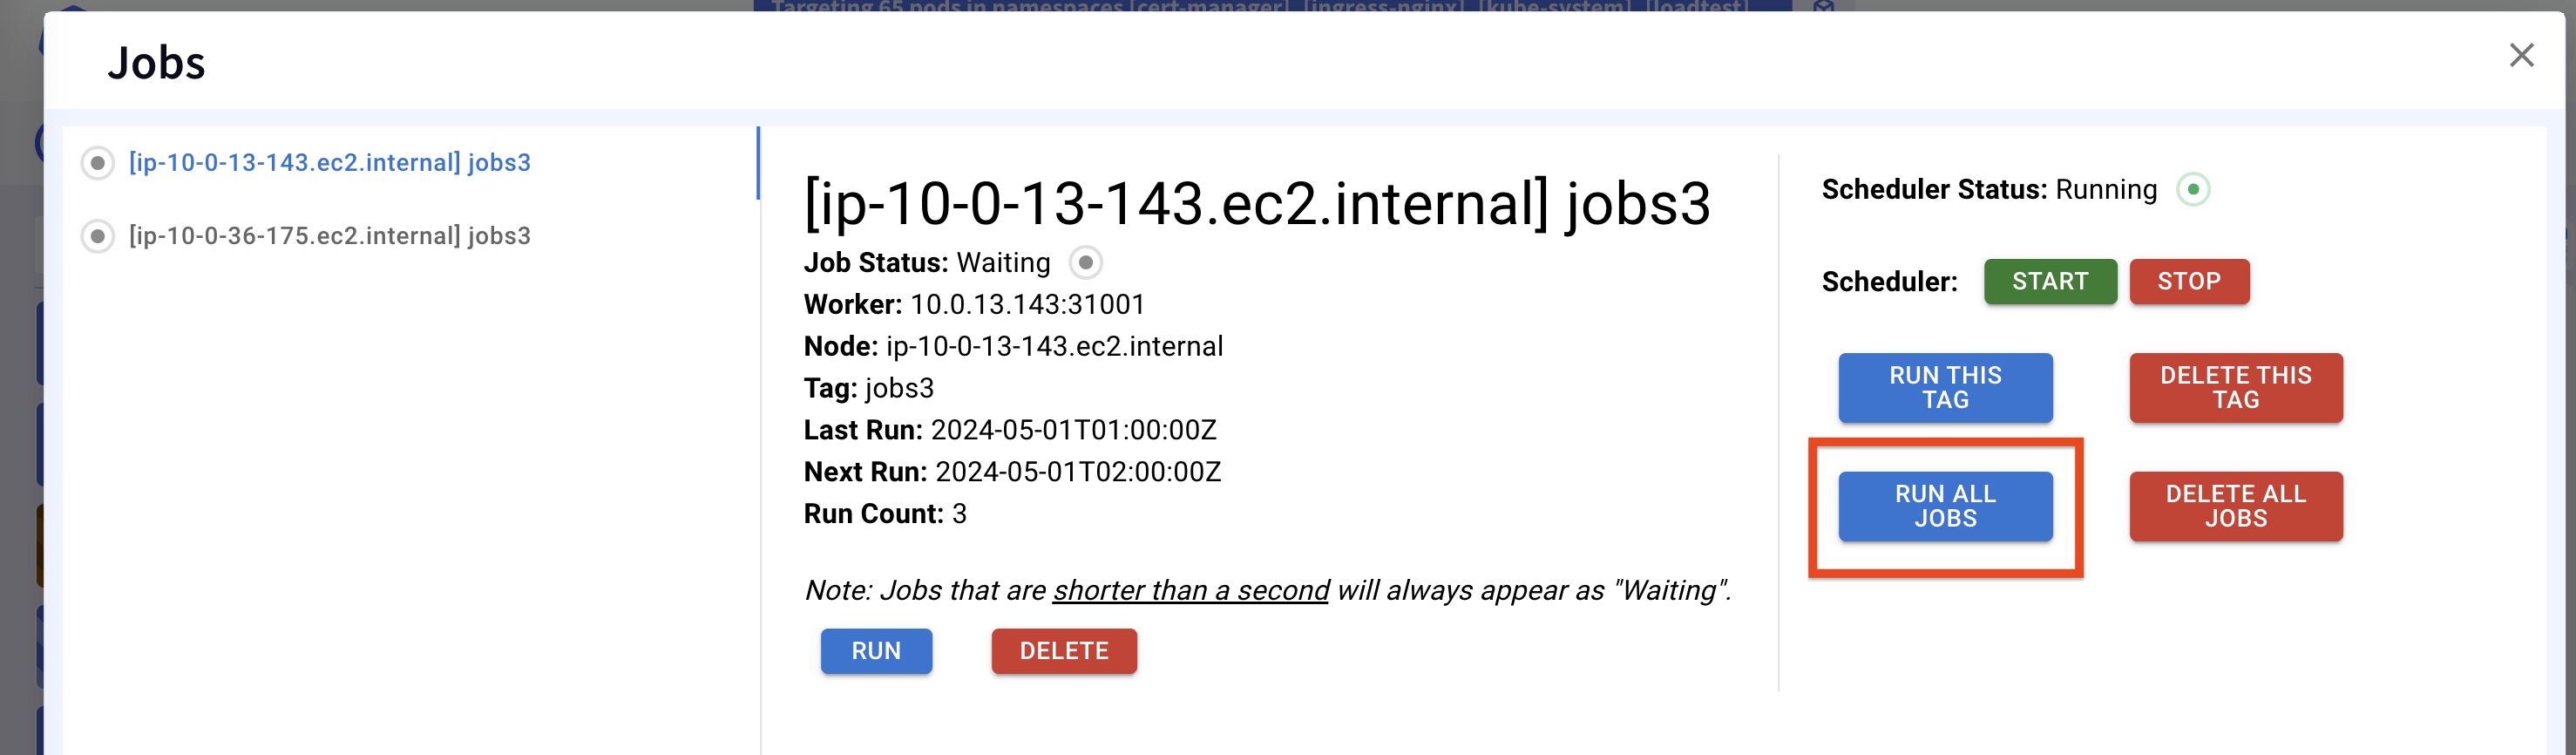 Targeting 65 pods in namespaces [cert-manager], [ingress-nginx], [kube-system], [loadtest]
Jobs
[ip-10-0-13-143.ec2.internal] jobs3
[ip-10-0-36-175.ec2.internal] jobs3
[ip-10-0-13-143.ec2.internal] jobs3
Job Status: Waiting
Worker: 10.0.13.143:31001
Node: ip-10-0-13-143.ec2.internal
Tag: jobs3
Last Run: 2024-05-01T01:00:00Z
Next Run: 2024-05-01T02:00:00Z
Run Count: 3
Note: Jobs that are shorter than a second will always appear as "Waiting".
RUN DELETE
Scheduler Status: Running
Scheduler: START STOP
RUN THIS
TAG
DELETE THIS
TAG
RUN ALL
JOBS
DELETE ALL
JOBS